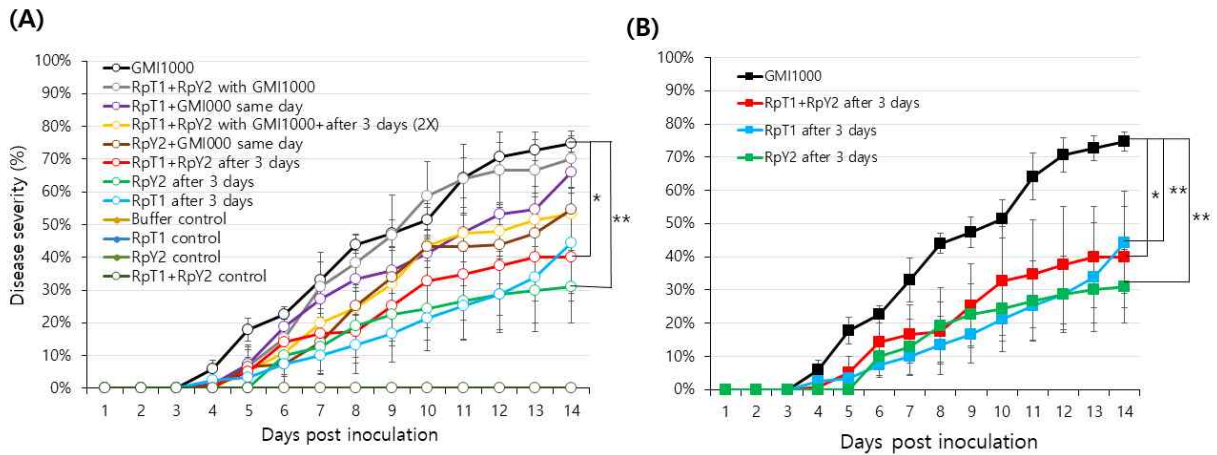 (A)
Disease severity (%)
100%
90%
80%
70%
60%
50%
40%
30%
20%
10%
0%
GMI1000
RpT1+RpY2 with GMI1000
RpT1+GMI000 same day
RpT1+RpY2 with GMI1000+after 3 days (2X)
RpY2+GMI000 same day
RpT1+RpY2 after 3 days
RpY2 after 3 days
RpT1 after 3 days
Buffer control
RpT1 control
RpY2 control
RpT1+RpY2 control
*
**
1 2 3 4 5 6 7 8 9 10 11 12 13 14
Days post inoculation
(B)
100%
90%
80%
70%
60%
50%
40%
30%
20%
10%
0%
GMI1000
RpT1+RpY2 after 3 days
RpT1 after 3 days
RpY2 after 3 days
*
**
**
1 2 3 4 5 6 7 8 9 10 11 12 13 14
Days post inoculation